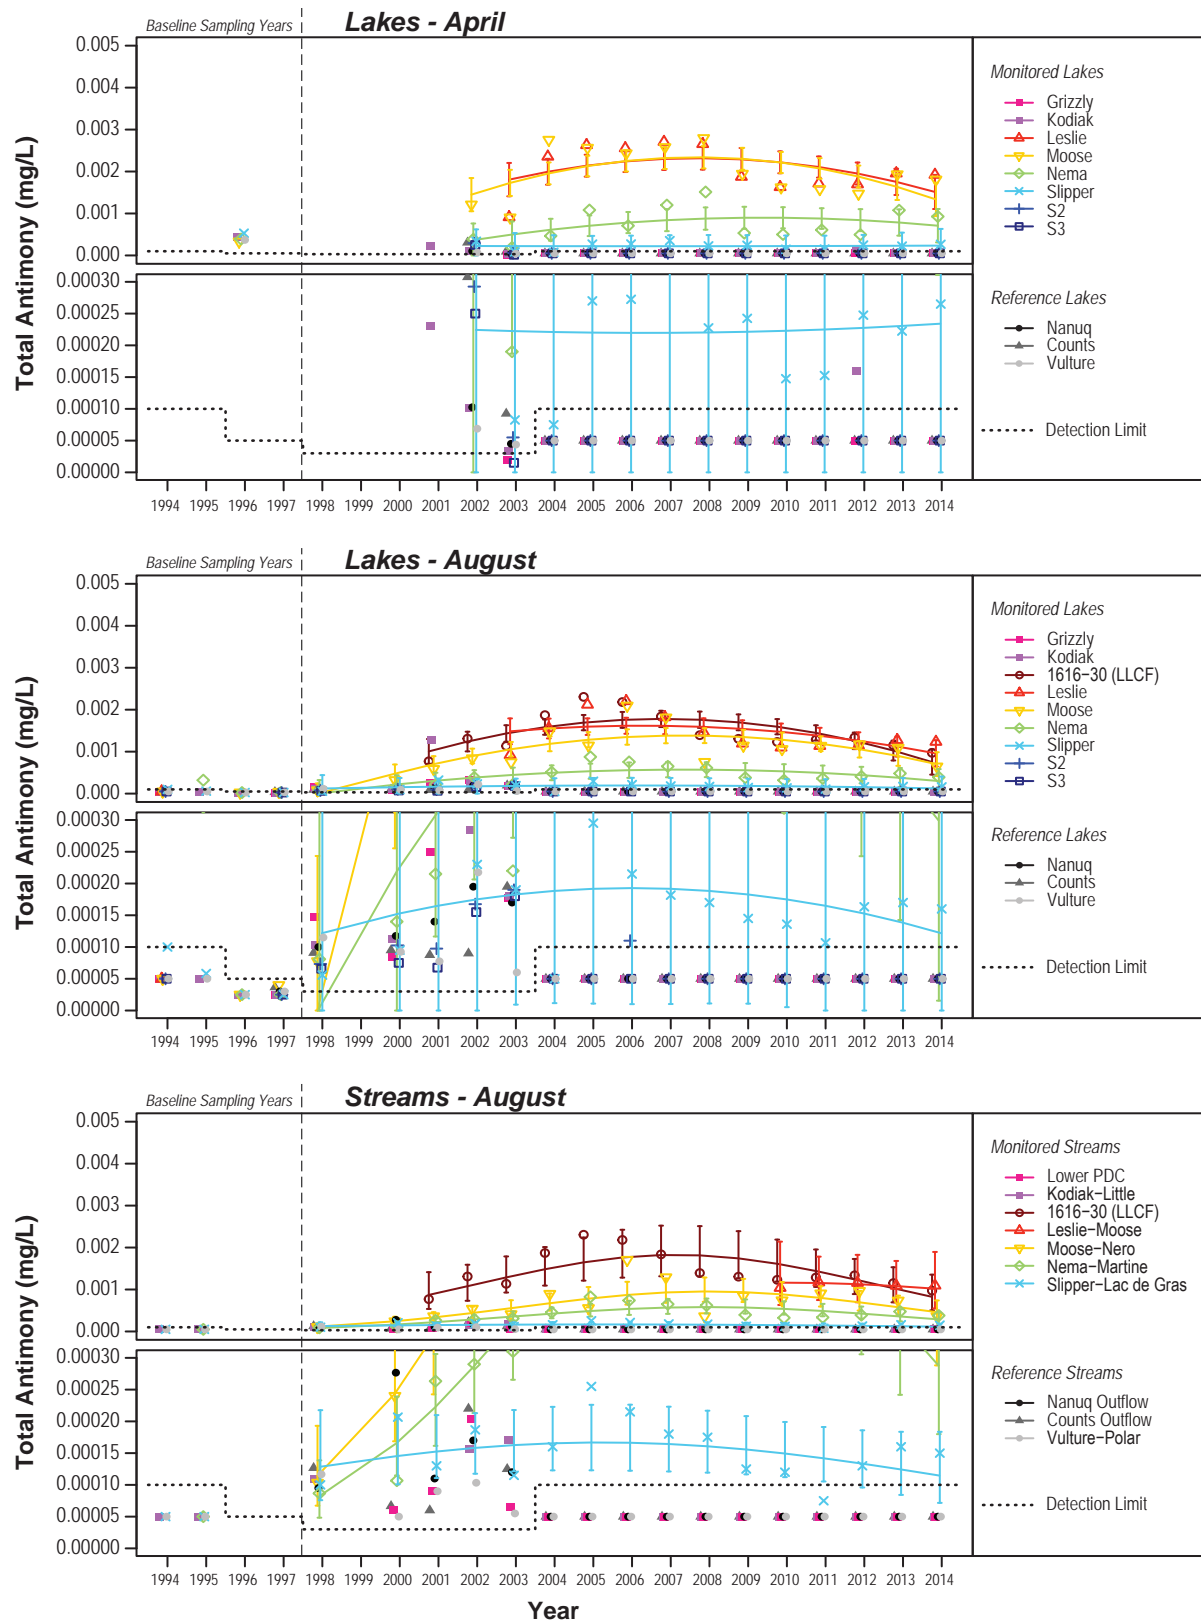 Baseline Sampling Years
Lakes - April
Total Antimony (mg/L)
0.005
0.004
0.003
0.002
0.001
0.000
0.00030
0.00025
0.00020
0.00015
0.00010
0.00005
0.00000
1994 1995 1996 1997 1998 2000 2001 2002 2003 2004 2005 2006 2007 2008 2009 2010 2011 2012 2013 2014
Monitored Lakes
Grizzly
Kodiak
Leslie
Moose
Nema
Slipper
S2
S3
Reference Lakes
Nanuq
Counts
Vulture
Detection Limit
Baseline Sampling Years
Lakes - August
Total Antimony (mg/L)
0.005
0.004
0.003
0.002
0.001
0.000
0.00030
0.00025
0.00020
0.00015
0.00010
0.00005
0.00000
1994 1995 1996 1997 1998 1999 2000 2001 2002 2003 2004 2005 2006 2007 2008 2009 2010 2011 2012 2013 2014
Monitored Lakes
Grizzly
Kodiak
1616−30 (LLCF)
Leslie
Moose
Nema
Slipper
S2
S3
Reference Lakes
Nanuq
Counts
Vulture
Detection Limit
Baseline Sampling Years
Streams - August
Total Antimony (mg/L)
0.005
0.004
0.003
0.002
0.001
0.000
0.00030
0.00025
0.00020
0.00015
0.00010
0.00005
0.00000
1994 1995 1996 1997 1998 1999 2000 2001 2002 2003 2004 2005 2006 2007 2008 2009 2010 2011 2012 2013 2014
Year
Monitored Streams
Lower PDC
Kodiak−Little
1616−30 (LLCF)
Leslie−Moose
Moose−Nero
Nema−Martine
Slipper−Lac de Gras
Reference Streams
Nanuq Outflow
Counts Outflow
Vulture−Polar
Detection Limit